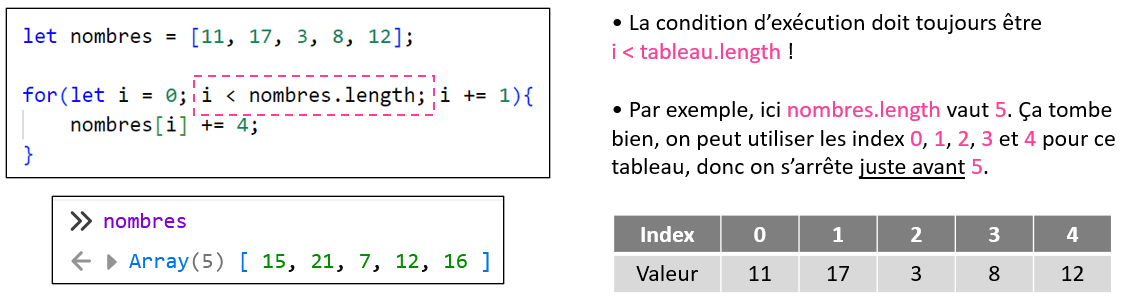 let nombres = [11, 17, 3, 8, 12];
for(let i = 0; i < nombres.length; i += 1){
nombres[i] += 4;
}
>> nombres
← ▶ Array(5) [ 15, 21, 7, 12, 16 ]
• La condition d’exécution doit toujours être
i < tableau.length !
• Par exemple, ici nombres.length vaut 5. Ça tombe
bien, on peut utiliser les index 0, 1, 2, 3 et 4 pour ce
tableau, donc on s’arrête juste avant 5.
Index 0 1 2 3 4
Valeur 11 17 3 8 12